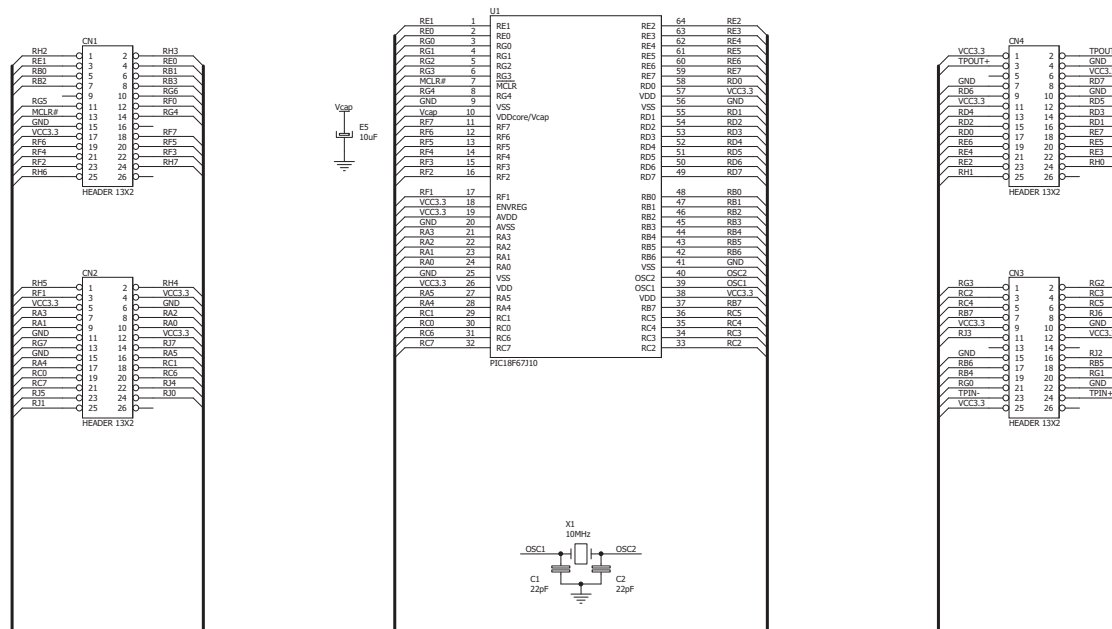 CN1
RH2 1 2 RH3
RE1 3 4 RE0
RB0 5 6 RB1
RB2 7 8 RB3
9 10 RG6
RG5 11 12 RF0
MCLR# 13 14 RG4
GND 15 16
VCC3.3 17 18 RF7
RF6 19 20 RF5
RF4 21 22 RF3
RF2 23 24 RH7
RH6 25 26
HEADER 13X2
CN2
RH5 1 2 RH4
RF1 3 4 VCC3.3
VCC3.3 5 6 GND
RA3 7 8 RA2
RA1 9 10 RA0
GND 11 12 VCC3.3
RG7 13 14 RJ7
GND 15 16 RA5
RA4 17 18 RC1
RC0 19 20 RC6
RC7 21 22 RJ4
RJ5 23 24 RJ0
RJ1 25 26
HEADER 13X2
Vcap
E5
10uF
U1
RE1 1 RE1 RE2 64 RE2
RE0 2 RE0 RE3 63 RE3
RG0 3 RG0 RE4 62 RE4
RG1 4 RG1 RE5 61 RE5
RG2 5 RG2 RE6 60 RE6
RG3 6 RG3 RE7 59 RE7
MCLR# 7 MCLR RD0 58 RD0
RG4 8 RG4 VDD 57 VCC3.3
GND 9 VSS VSS 56 GND
Vcap 10 VDDcore/Vcap RD1 55 RD1
RF7 11 RF7 RD2 54 RD2
RF6 12 RF6 RD3 53 RD3
RF5 13 RF5 RD4 52 RD4
RF4 14 RF4 RD5 51 RD5
RF3 15 RF3 RD6 50 RD6
RF2 16 RF2 RD7 49 RD7
RF1 17 RF1 RB0 48 RB0
VCC3.3 18 ENVREG RB1 47 RB1
VCC3.3 19 AVDD RB2 46 RB2
GND 20 AVSS RB3 45 RB3
RA3 21 RA3 RB4 44 RB4
RA2 22 RA2 RB5 43 RB5
RA1 23 RA1 RB6 42 RB6
RA0 24 RA0 VSS 41 GND
GND 25 VSS OSC2 40 OSC2
VCC3.3 26 VDD OSC1 39 OSC1
RA5 27 RA5 VDD 38 VCC3.3
RA4 28 RA4 RB7 37 RB7
RC1 29 RC1 RC5 36 RC5
RC0 30 RC0 RC4 35 RC4
RC6 31 RC6 RC3 34 RC3
RC7 32 RC7 RC2 33 RC2
PIC18F67J10
X1
10MHz
OSC1 OSC2
C1 C2
22pF 22pF
CN4
VCC3.3 1 2 TPOUT
TPOUT+ 3 4 GND
5 6 VCC3.
GND 7 8 RD7
RD6 9 10 GND
VCC3.3 11 12 RD5
RD4 13 14 RD3
RD2 15 16 RD1
RD0 17 18 RE7
RE6 19 20 RE5
RE4 21 22 RE3
RE2 23 24 RH0
RH1 25 26
HEADER 13X2
CN3
RG3 1 2 RG2
RC2 3 4 RC3
RC4 5 6 RC5
RB7 7 8 RJ6
VCC3.3 9 10 GND
RJ3 11 12 VCC3.
13 14
GND 15 16 RJ2
RB6 17 18 RB5
RB4 19 20 RG1
RG0 21 22 GND
TPIN- 23 24 TPIN+
VCC3.3 25 26
HEADER 13X2